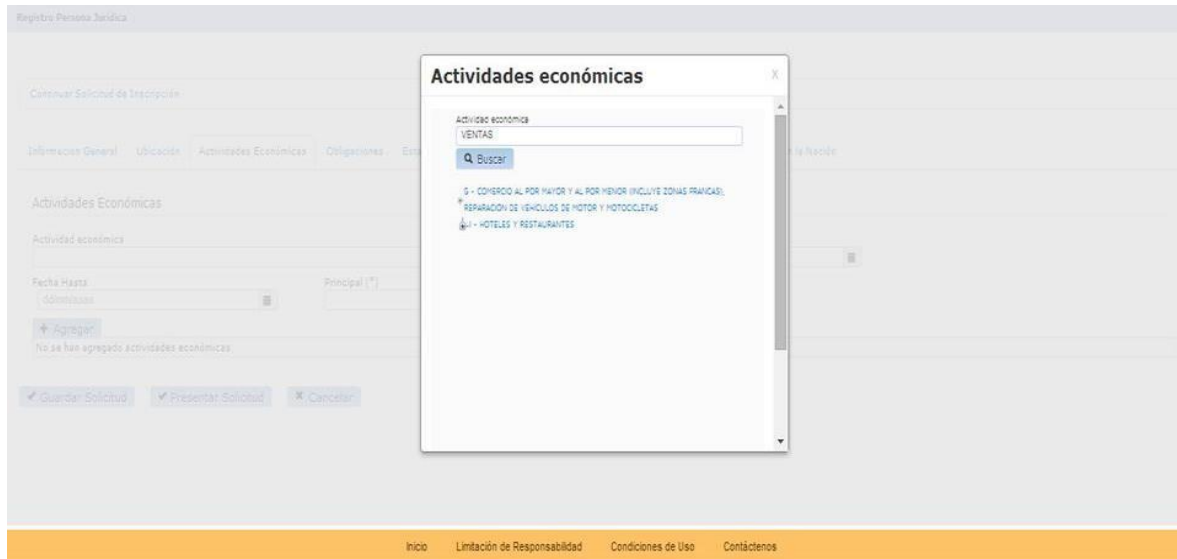 Registro Persona Jurídica
Continuar Solicitud de Inscripción
Informacion General Ubicación Actividades Económicas Obligaciones
Actividades Económicas
Actividad económica
Fecha Hasta Principal (*)
Agregar
No se han agregado actividades económicas
Guardar Solicitud Presentar Solicitud Cancelar
Actividades económicas X
Actividad económica
VENTAS
Buscar
G - COMERCIO AL POR MAYOR Y AL POR MENOR (INCLUYE ZONAS FRANCAS),
REPARACION DE VEHICULOS DE MOTOR Y MOTOCICLETAS
I - HOTELES Y RESTAURANTES
Inicio Limitación de Responsabilidad Condiciones de Uso Contáctenos